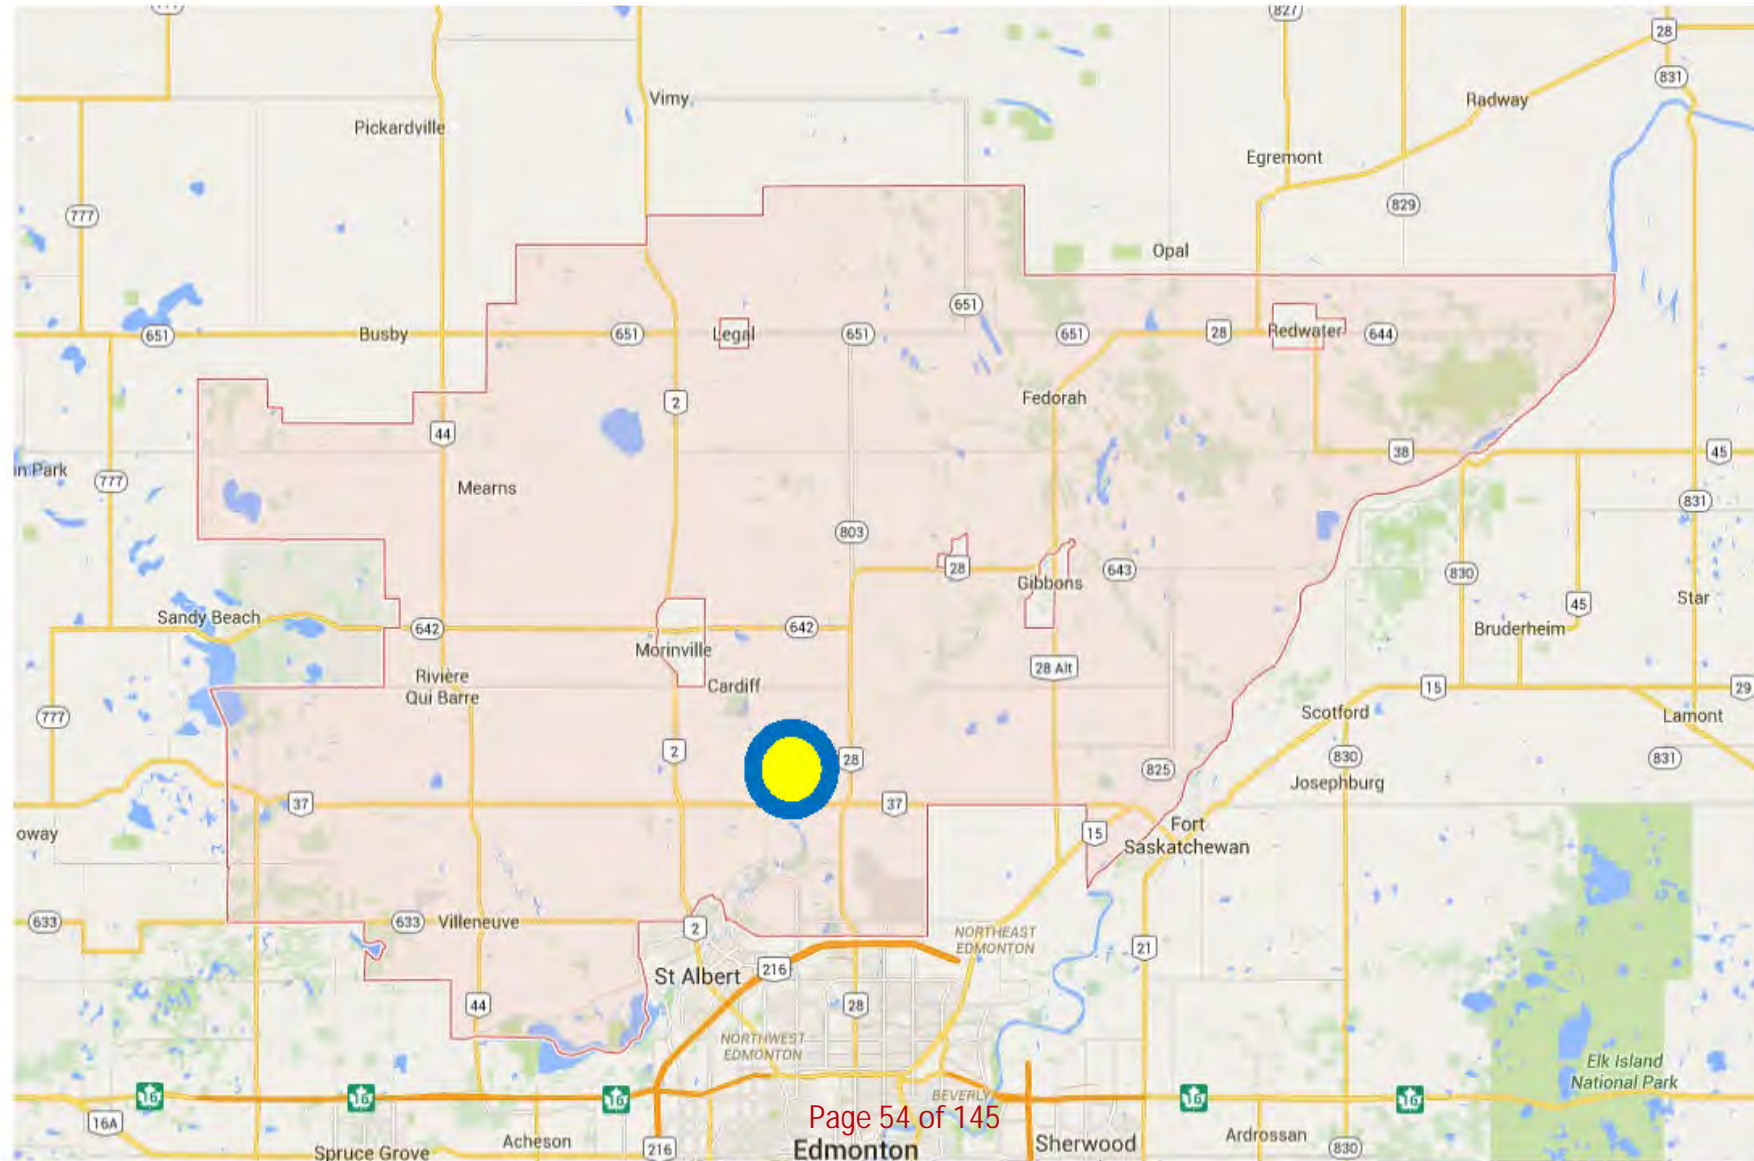 777
827
28
831
Vimy
Radway
Pickardville
Egremont
777
829
Opal
651
651
Busby
651
Legal
651
651
28
Redwater
644
Fedorah
2
44
38
45
in Park
777
Mearns
831
803
28
Gibbons
643
830
Star
45
Sandy Beach
642
Morinville
642
Bruderheim
Rivière
Qui Barre
28 Alt
Cardiff
15
29
777
Scotford
Lamont
2
28
825
830
831
Josephburg
37
37
oway
15
Fort
Saskatchewan
633
633
Villeneuve
2
NORTHEAST
EDMONTON
21
St Albert
216
44
28
NORTHWEST
EDMONTON
Elk Island
National Park
16
16
16
BEVERLY
16
16
Page 54 of 145
16A
Spruce Grove
Acheson
216
Edmonton
Sherwood
Ardrossan
830